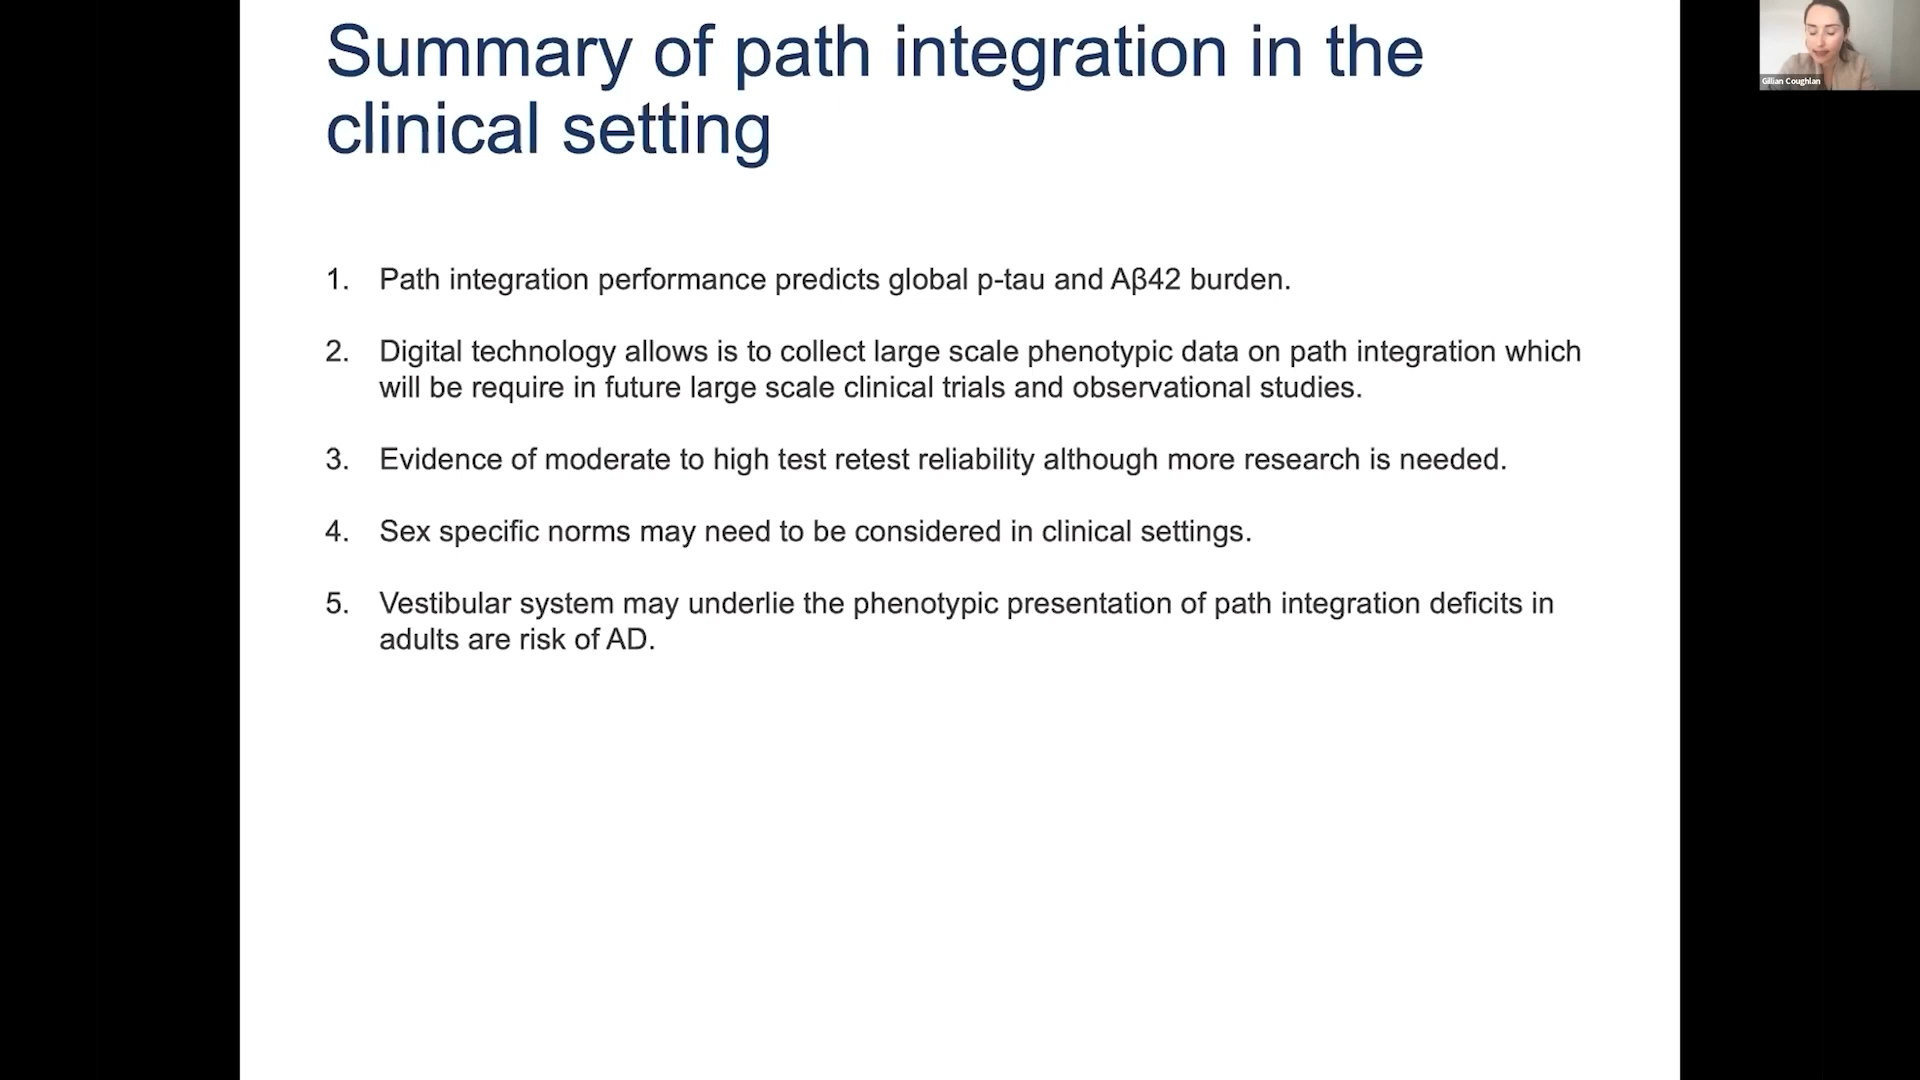 Summary of path integration in the
clinical setting
Gillian Coughlan
1. Path integration performance predicts global p-tau and Aβ42 burden.
2. Digital technology allows is to collect large scale phenotypic data on path integration which
will be require in future large scale clinical trials and observational studies.
3. Evidence of moderate to high test retest reliability although more research is needed.
4. Sex specific norms may need to be considered in clinical settings.
5. Vestibular system may underlie the phenotypic presentation of path integration deficits in
adults are risk of AD.